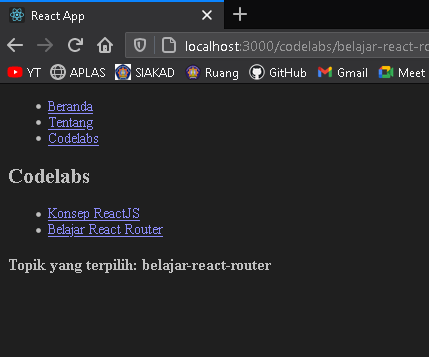 React App
localhost:3000/codelabs/belajar-react-ro
YT APLAS SIAKAD Ruang GitHub Gmail Meet
Beranda
Tentang
Codelabs
Codelabs
Konsep ReactJS
Belajar React Router
Topik yang terpilih: belajar-react-router